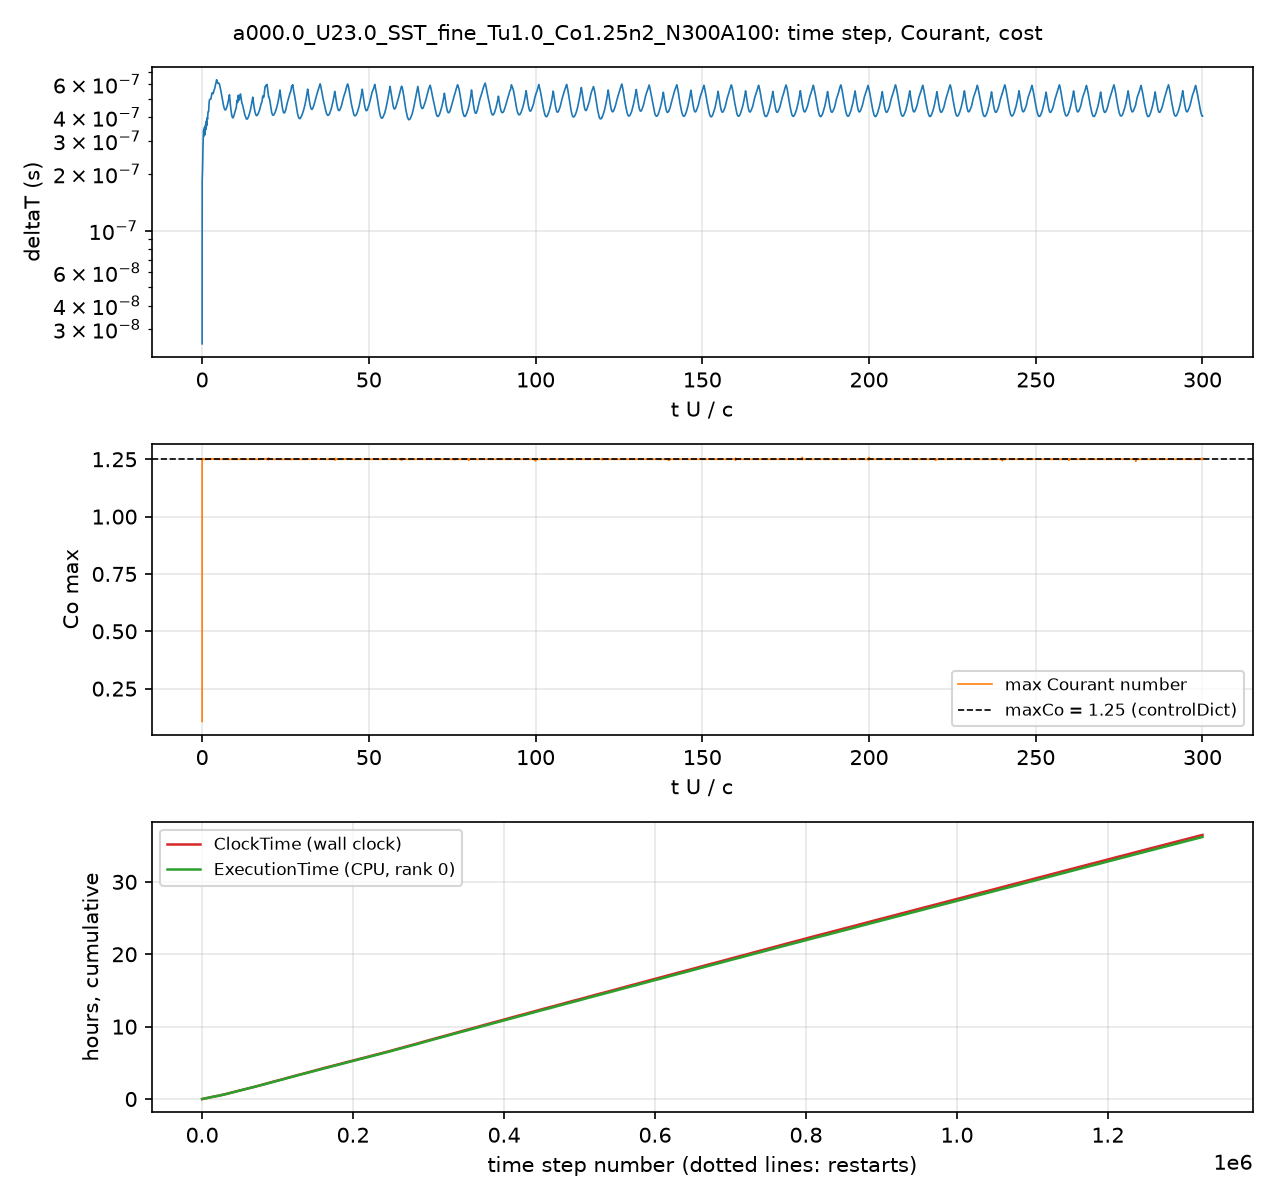 a000.0_U23.0_SST_fine_Tu1.0_Co1.25n2_N300A100: time step, Courant, cost
6 × 10⁻⁷
4 × 10⁻⁷
3 × 10⁻⁷
2 × 10⁻⁷
10⁻⁷
6 × 10⁻⁸
4 × 10⁻⁸
3 × 10⁻⁸
deltaT (s)
0 50 100 150 200 250 300
t U / c
1.25
1.00
0.75
0.50
0.25
Co max
max Courant number
maxCo = 1.25 (controlDict)
0 50 100 150 200 250 300
t U / c
ClockTime (wall clock)
ExecutionTime (CPU, rank 0)
30
20
10
0
hours, cumulative
0.0 0.2 0.4 0.6 0.8 1.0 1.2
1e6
time step number (dotted lines: restarts)